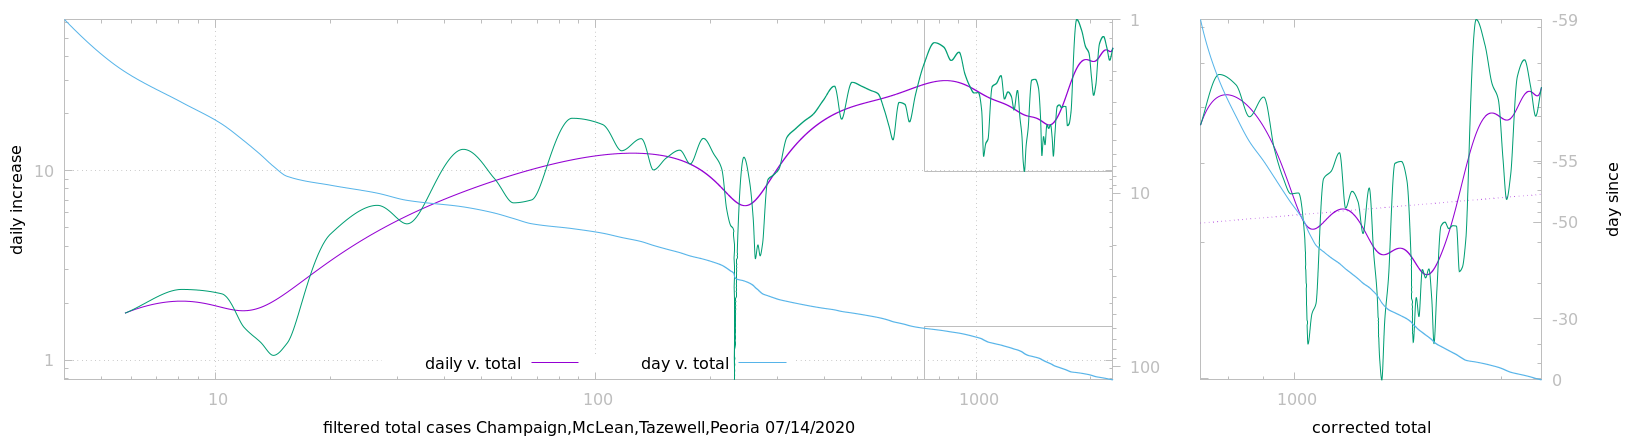 1
-59
10
daily increase
10
-55
-50
day since
-30
1
daily v. total
day v. total
100
0
10
100
1000
1000
filtered total cases Champaign,McLean,Tazewell,Peoria 07/14/2020
corrected total